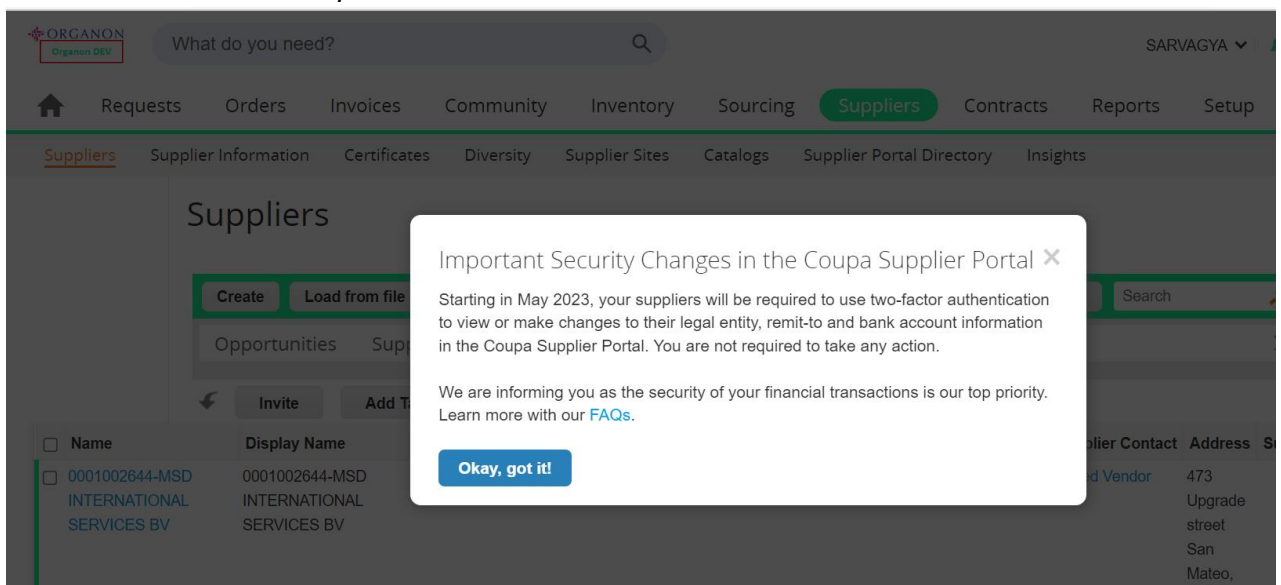 ORGANON
Organon DEV
What do you need?
SARVAGYA
Requests Orders Invoices Community Inventory Sourcing Suppliers Contracts Reports Setup
Suppliers Supplier Information Certificates Diversity Supplier Sites Catalogs Supplier Portal Directory Insights
Suppliers
Create Load from file Search
Opportunities
Invite Add
Name Display Name Contact Address
0001002644-MSD
INTERNATIONAL
SERVICES BV
0001002644-MSD
INTERNATIONAL
SERVICES BV
Vendor
473
Upgrade
street
San
Mateo,
Important Security Changes in the Coupa Supplier Portal
Starting in May 2023, your suppliers will be required to use two-factor authentication
to view or make changes to their legal entity, remit-to and bank account information
in the Coupa Supplier Portal. You are not required to take any action.
We are informing you as the security of your financial transactions is our top priority.
Learn more with our FAQs.
Okay, got it!